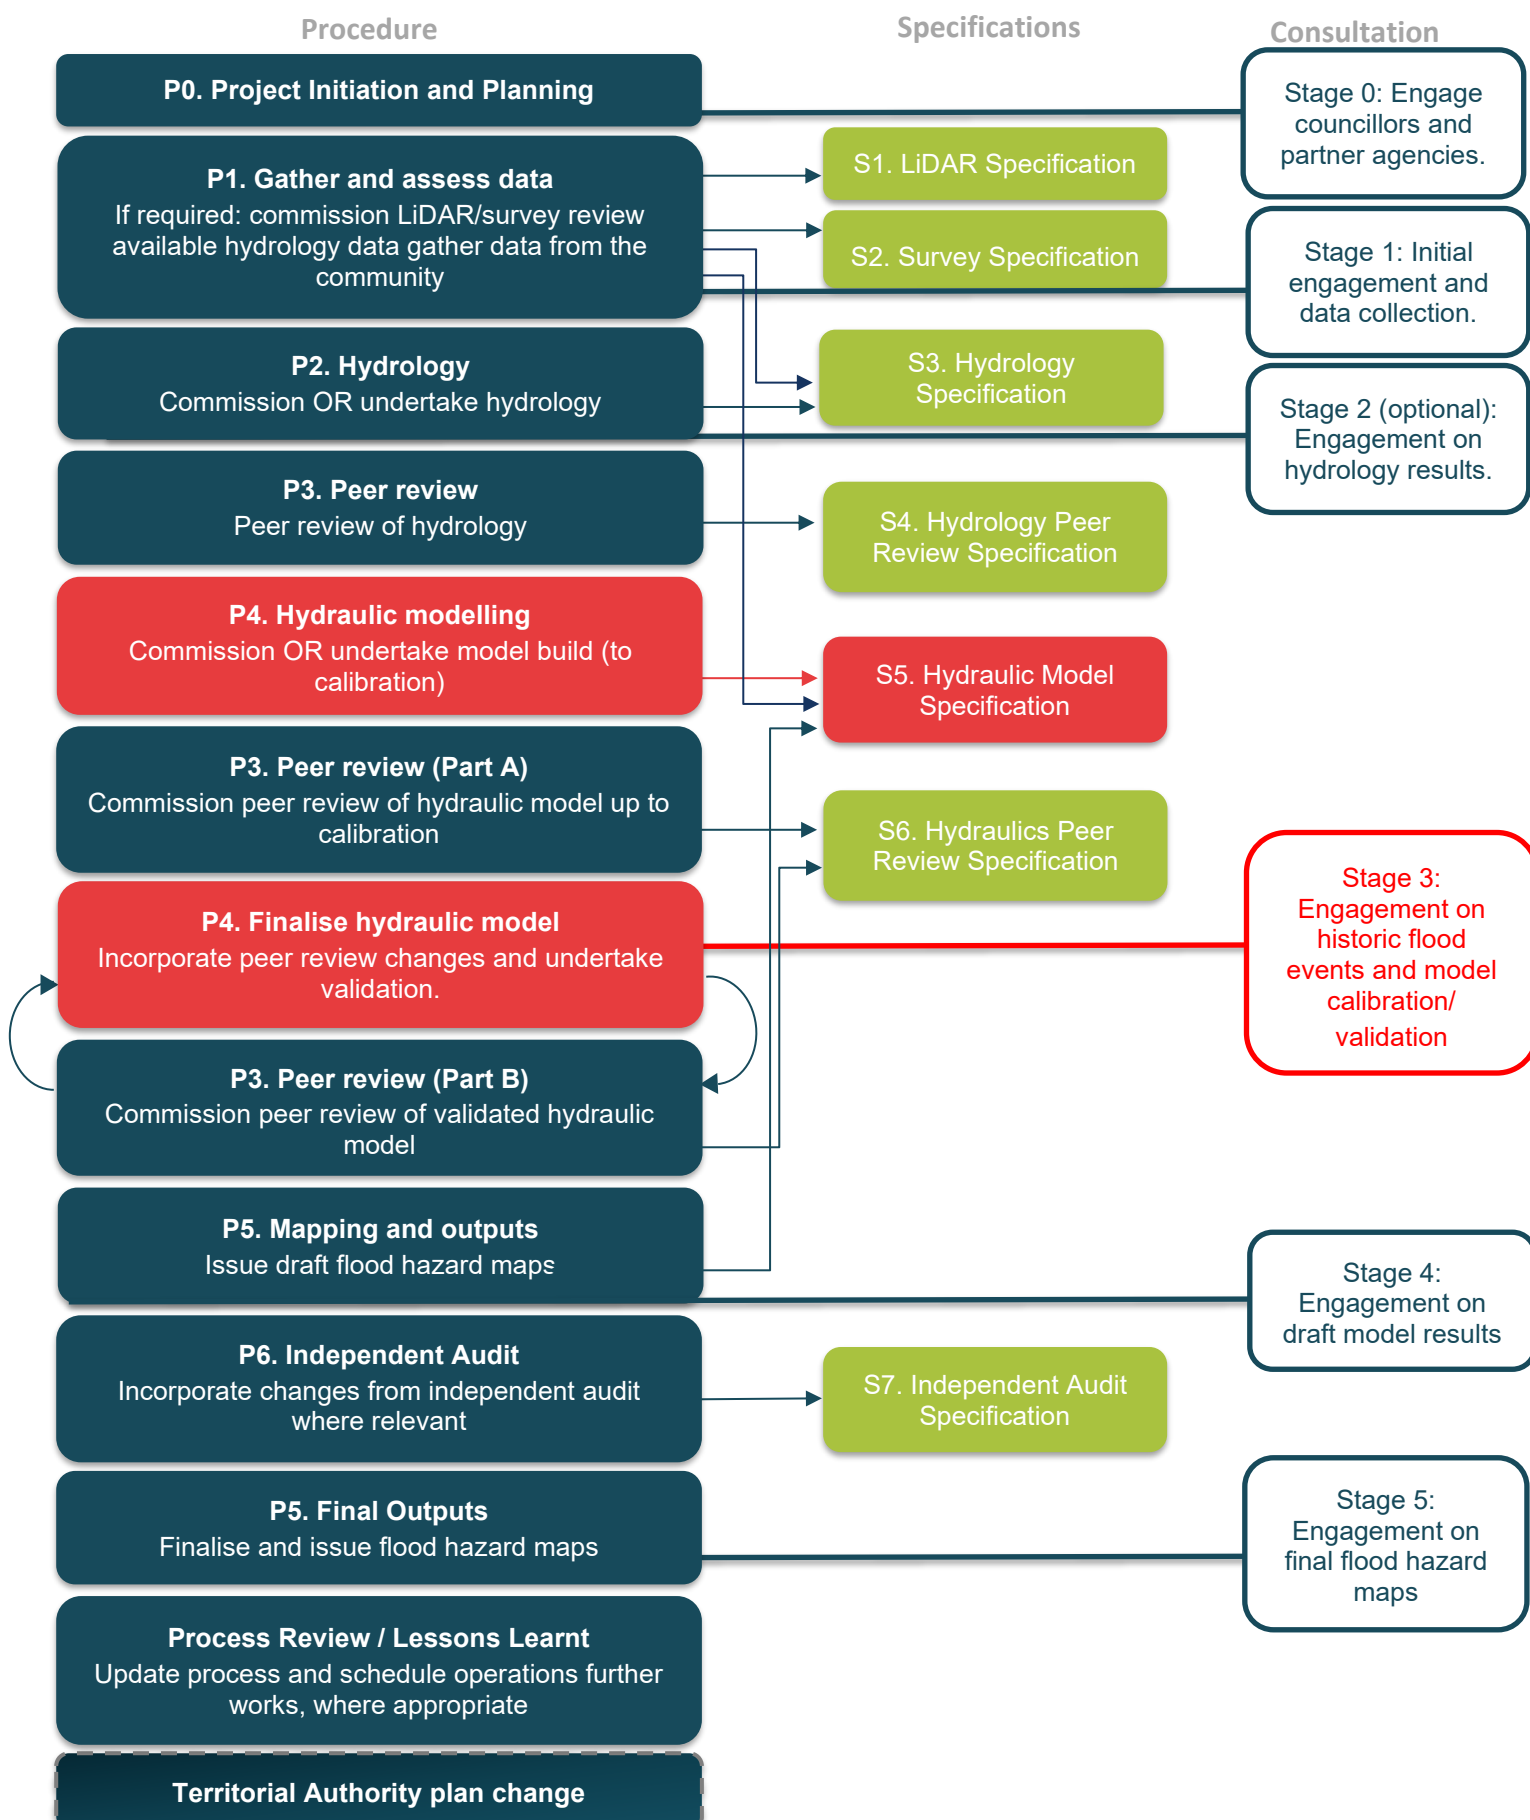 Procedure
Specifications
Consultation
P0. Project Initiation and Planning
Stage 0: Engage
councillors and
partner agencies.
P1. Gather and assess data
If required: commission LiDAR/survey review
available hydrology data gather data from the
community
S1. LiDAR Specification
S2. Survey Specification
Stage 1: Initial
engagement and
data collection.
P2. Hydrology
Commission OR undertake hydrology
S3. Hydrology
Specification
Stage 2 (optional):
Engagement on
hydrology results.
P3. Peer review
Peer review of hydrology
S4. Hydrology Peer
Review Specification
P4. Hydraulic modelling
Commission OR undertake model build (to
calibration)
S5. Hydraulic Model
Specification
P3. Peer review (Part A)
Commission peer review of hydraulic model up to
calibration
S6. Hydraulics Peer
Review Specification
P4. Finalise hydraulic model
Incorporate peer review changes and undertake
validation.
Stage 3:
Engagement on
historic flood
events and model
calibration/
validation
P3. Peer review (Part B)
Commission peer review of validated hydraulic
model
P5. Mapping and outputs
Issue draft flood hazard maps
Stage 4:
Engagement on
draft model results
P6. Independent Audit
Incorporate changes from independent audit
where relevant
S7. Independent Audit
Specification
P5. Final Outputs
Finalise and issue flood hazard maps
Stage 5:
Engagement on
final flood hazard
maps
Process Review / Lessons Learnt
Update process and schedule operations further
works, where appropriate
Territorial Authority plan change